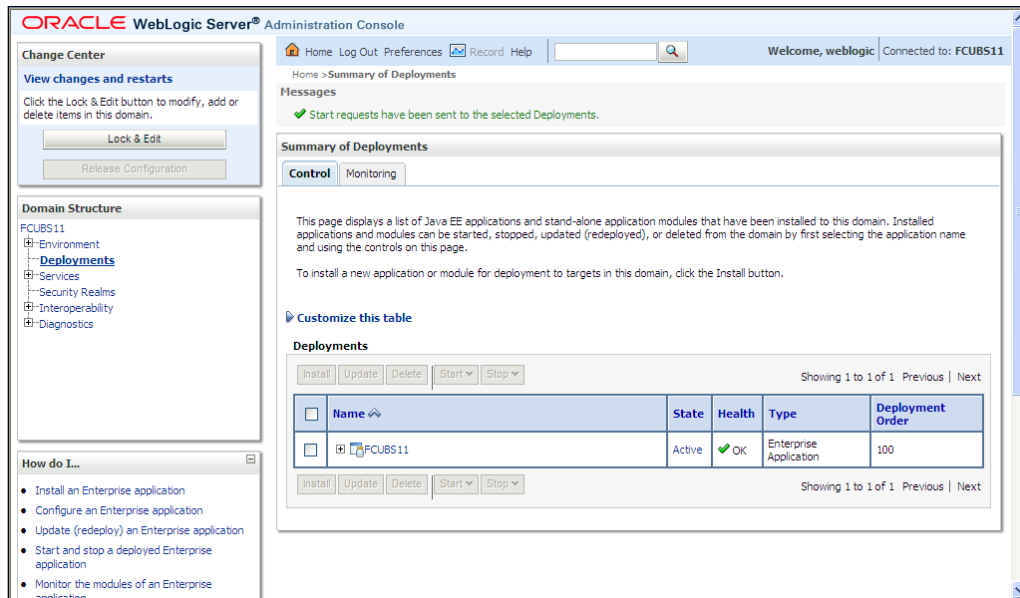 ORACLE WebLogic Server® Administration Console
Change Center
View changes and restarts
Click the Lock & Edit button to modify, add or
delete items in this domain.
Lock & Edit
Release Configuration
Domain Structure
FCUBS11
Environment
Deployments
Services
Security Realms
Interoperability
Diagnostics
How do I...
Install an Enterprise application
Configure an Enterprise application
Update (redeploy) an Enterprise application
Start and stop a deployed Enterprise
application
Monitor the modules of an Enterprise
application
Home Log Out Preferences Record Help
Welcome, weblogic Connected to: FCUBS11
Home >Summary of Deployments
Messages
Start requests have been sent to the selected Deployments.
Summary of Deployments
Control Monitoring
This page displays a list of Java EE applications and stand-alone application modules that have been installed to this domain. Installed
applications and modules can be started, stopped, updated (redeployed), or deleted from the domain by first selecting the application name
and using the controls on this page.
To install a new application or module for deployment to targets in this domain, click the Install button.
Customize this table
Deployments
Install Update Delete Start Stop Showing 1 to 1 of 1 Previous | Next
Name State Health Type Deployment
Order
FCUBS11 Active OK Enterprise
Application 100
Install Update Delete Start Stop Showing 1 to 1 of 1 Previous | Next